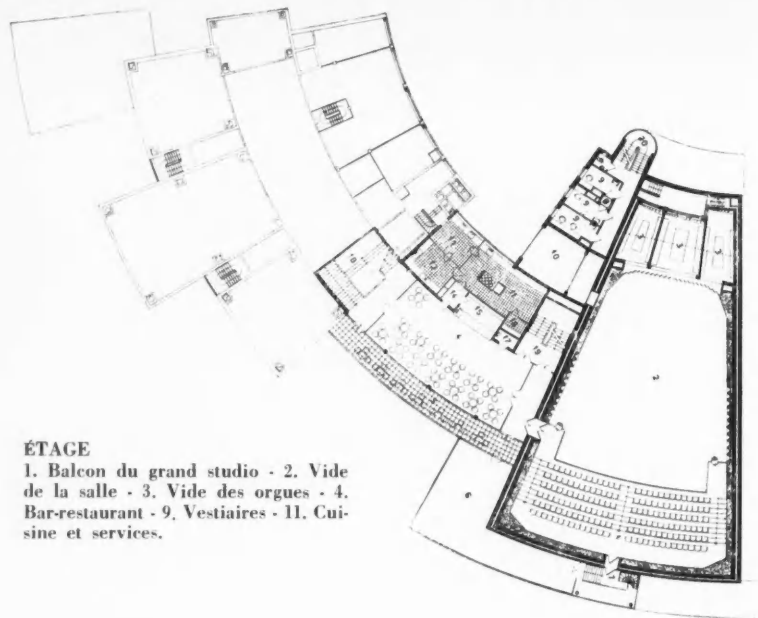 ÉTAGE
1. Balcon du grand studio - 2. Vide
de la salle - 3. Vide des orgues - 4.
Bar-restaurant - 9. Vestiaires - 11. Cui-
sine et services.